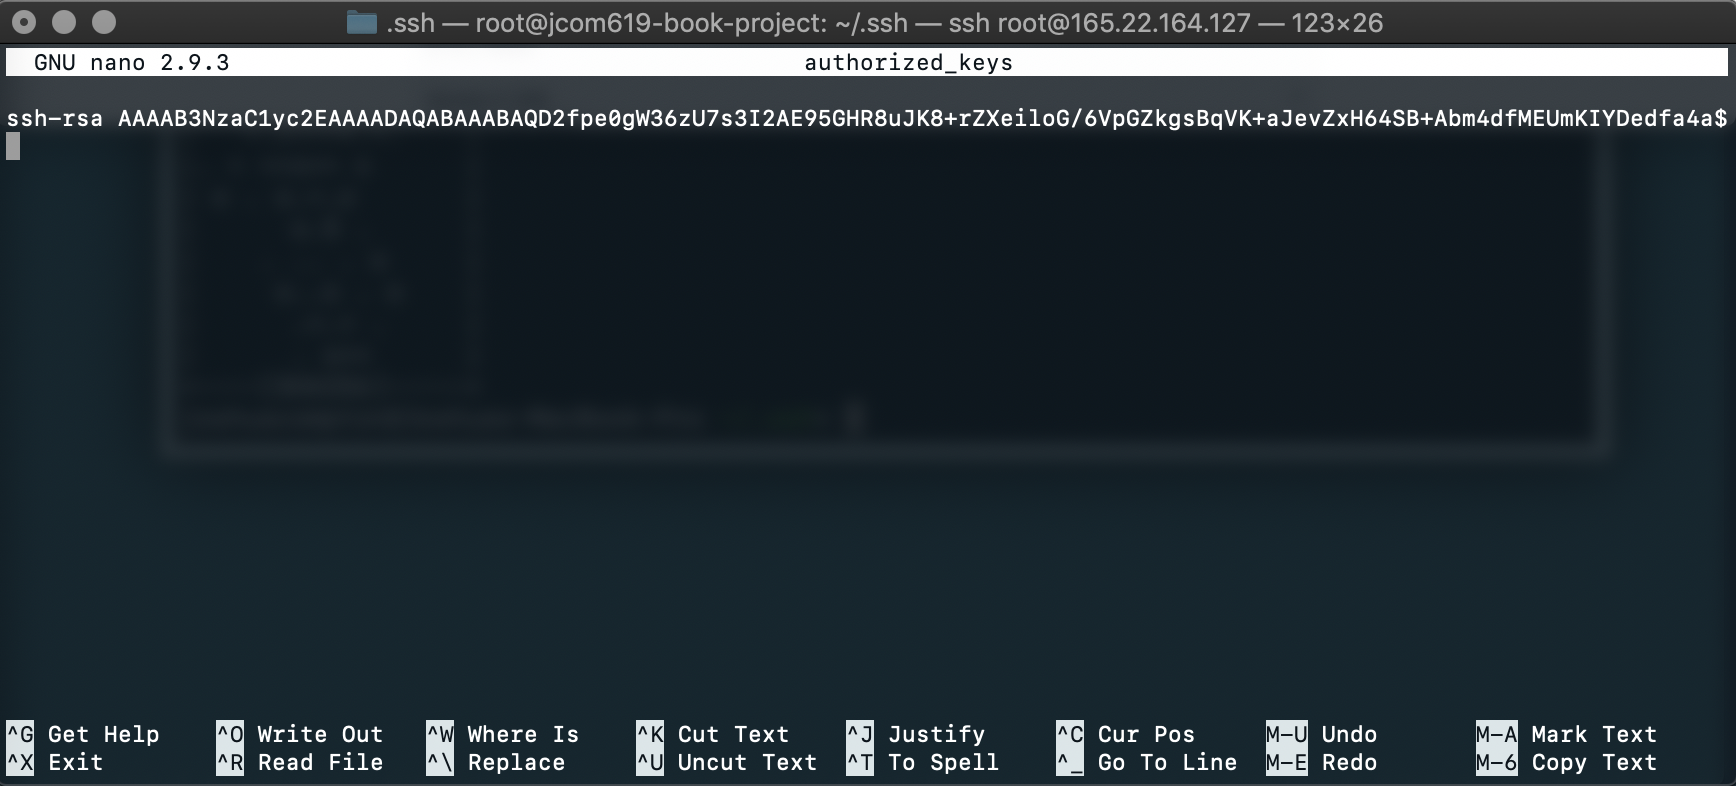 .ssh — root@jcom619-book-project: ~/.ssh — ssh root@165.22.164.127 — 123×26
GNU nano 2.9.3 authorized_keys
ssh-rsa AAAAB3NzaC1yc2EAAAADAQABAAABAQD2fpe0gW36zU7s3I2AE95GHR8uJK8+rZXeiloG/6VpGZkgsBqVK+aJevZxH64SB+Abm4dfMEUmKIYDedfa4a$
^G Get Help ^O Write Out ^W Where Is ^K Cut Text ^J Justify ^C Cur Pos M-U Undo M-A Mark Text
^X Exit ^R Read File ^\ Replace ^U Uncut Text ^T To Spell ^_ Go To Line M-E Redo M-6 Copy Text